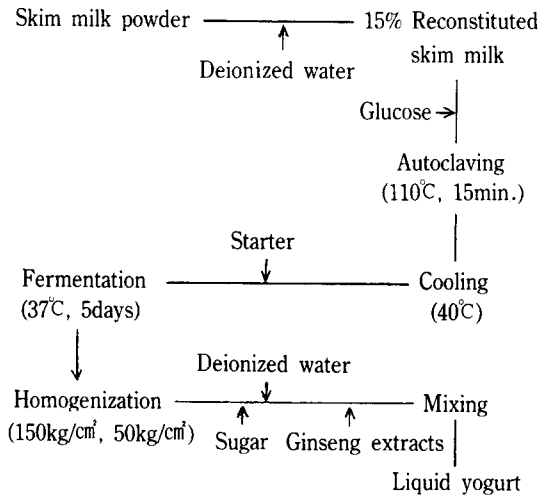 Skim milk powder
15% Reconstituted
skim milk
Deionized water
Glucose
Autoclaving
(110℃, 15min.)
Starter
Fermentation
(37℃, 5days)
Cooling
(40℃)
Deionized water
Homogenization
(150kg/㎠, 50kg/㎠)
Mixing
Sugar
Ginseng extracts
Liquid yogurt